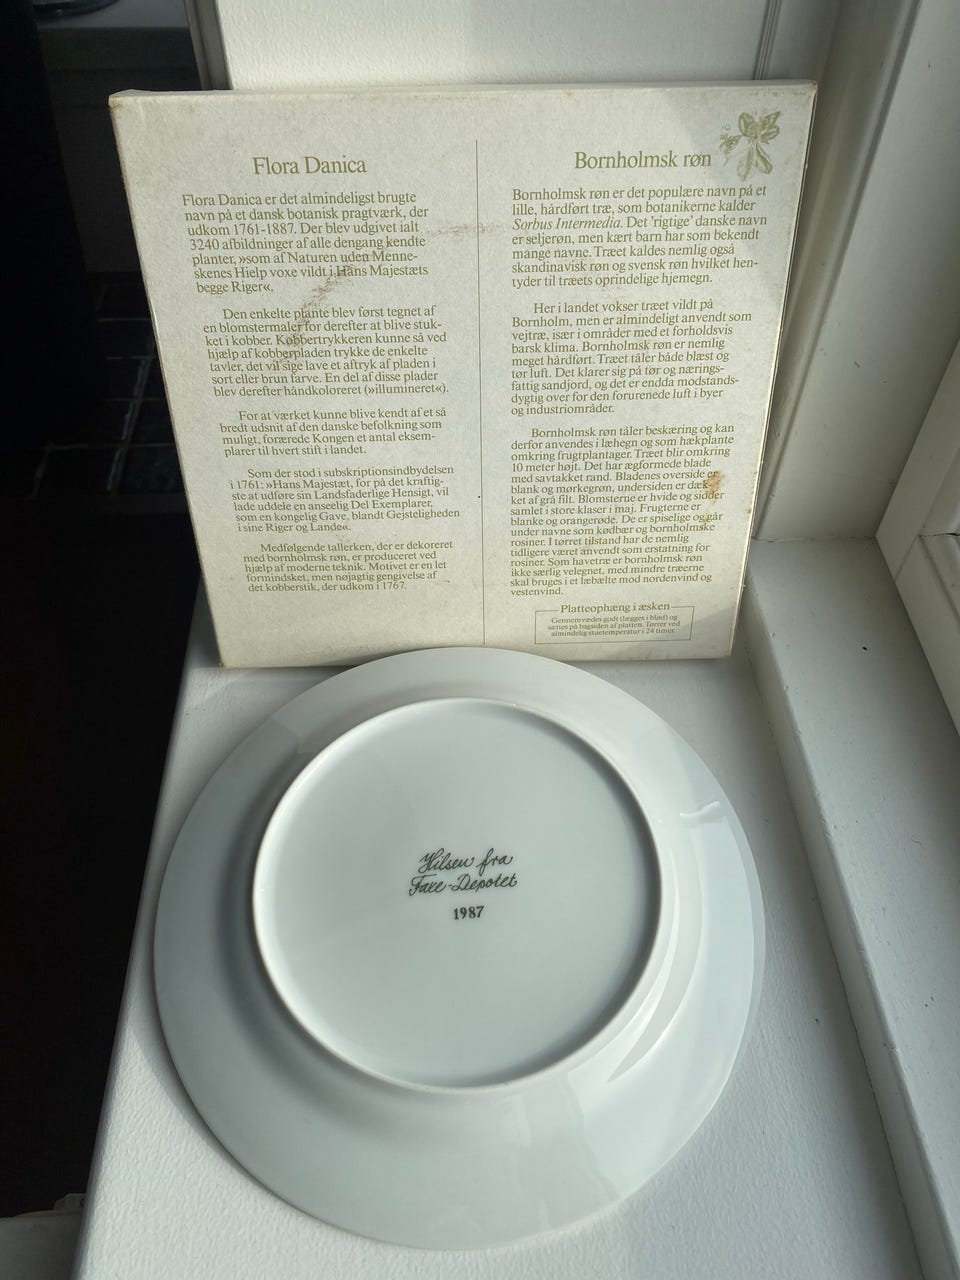 Flora Danica
Flora Danica er det almindeligst brugte
navn på et dansk botanisk pragtværk, der
udkom 1761-1887. Der blev udgivet ialt
3240 afbildninger af alle dengang kendte
planter, »som af Naturen uden Menne-
skenes Hielp voxe vildt i Hans Majestæts
begge Riger«.
Den enkelte plante blev først tegnet af
en blomstermaler for derefter at blive stuk-
ket i kobber. Kobbertrykkeren kunne så ved
hjælp af kobberpladen trykke de enkelte
tavler, det vil sige lave et aftryk af pladen i
sort eller brun farve. En del af disse plader
blev derefter håndkoloreret (»illumineret«).
For at værket kunne blive kendt af et så
bredt udsnit af den danske befolkning som
muligt, forærede Kongen et antal eksem-
plarer til hvert stift i landet.
Som der stod i subskriptionsindbydelsen
i 1761: »Hans Majestæt, for på det kraftig-
ste at udføre sin Landsfaderlige Hensigt, vil
lade uddele en anseelig Del Exemplarer,
som en kongelig Gave, blandt Gejsteligheden
i sine Riger og Lande«.
Medfølgende tallerken, der er dekoreret
med bornholmsk røn, er produceret ved
hjælp af moderne teknik. Motivet er en let
formindsket, men nøjagtig gengivelse af
det kobberstik, der udkom i 1767.
Bornholmsk røn
Bornholmsk røn er det populære navn på et
lille, hårdført træ, som botanikerne kalder
Sorbus Intermedia. Det 'rigtige' danske navn
er seljerøn, men kært barn har som bekendt
mange navne. Træet kaldes nemlig også
skandinavisk røn og svensk røn hvilket hen-
tyder til træets oprindelige hjemegn.
Her i landet vokser træet vildt på
Bornholm, men er almindeligt anvendt som
vejtræ, især i områder med et forholdsvis
barsk klima. Bornholmsk røn er nemlig
meget hårdført. Træet tåler både blæst og
tør luft. Det klarer sig på tør og nærings-
fattig sandjord, og det er endda modstands-
dygtig over for den forurenede luft i byer
og industriområder.
Bornholmsk røn tåler beskæring og kan
derfor anvendes i læhegn og som hækplante
omkring frugtplantager. Træet blir omkring
10 meter højt. Det har ægformede blade
med savtakket rand. Bladenes overside er
blank og mørkegrøn, undersiden er dæk-
ket af grå filt. Blomsterne er hvide og sidder
samlet i store klaser i maj. Frugterne er
blanke og orangerøde. De er spiselige og går
under navne som kødbær og bornholmske
rosiner. I tørret tilstand har de nemlig
tidligere været anvendt som erstatning for
rosiner. Som havetræ er bornholmsk røn
ikke særlig velegnet, med mindre træerne
skal bruges i et læbælte mod nordenvind og
vestenvind.
Platteophæng i æsken
Gennemvædes godt (lægges i blød) og
sættes på bagsiden af platten. Tørrer ved
almindelig stuetemperatur i 24 timer.
Hilsen fra
Faxe-Depotet
1987